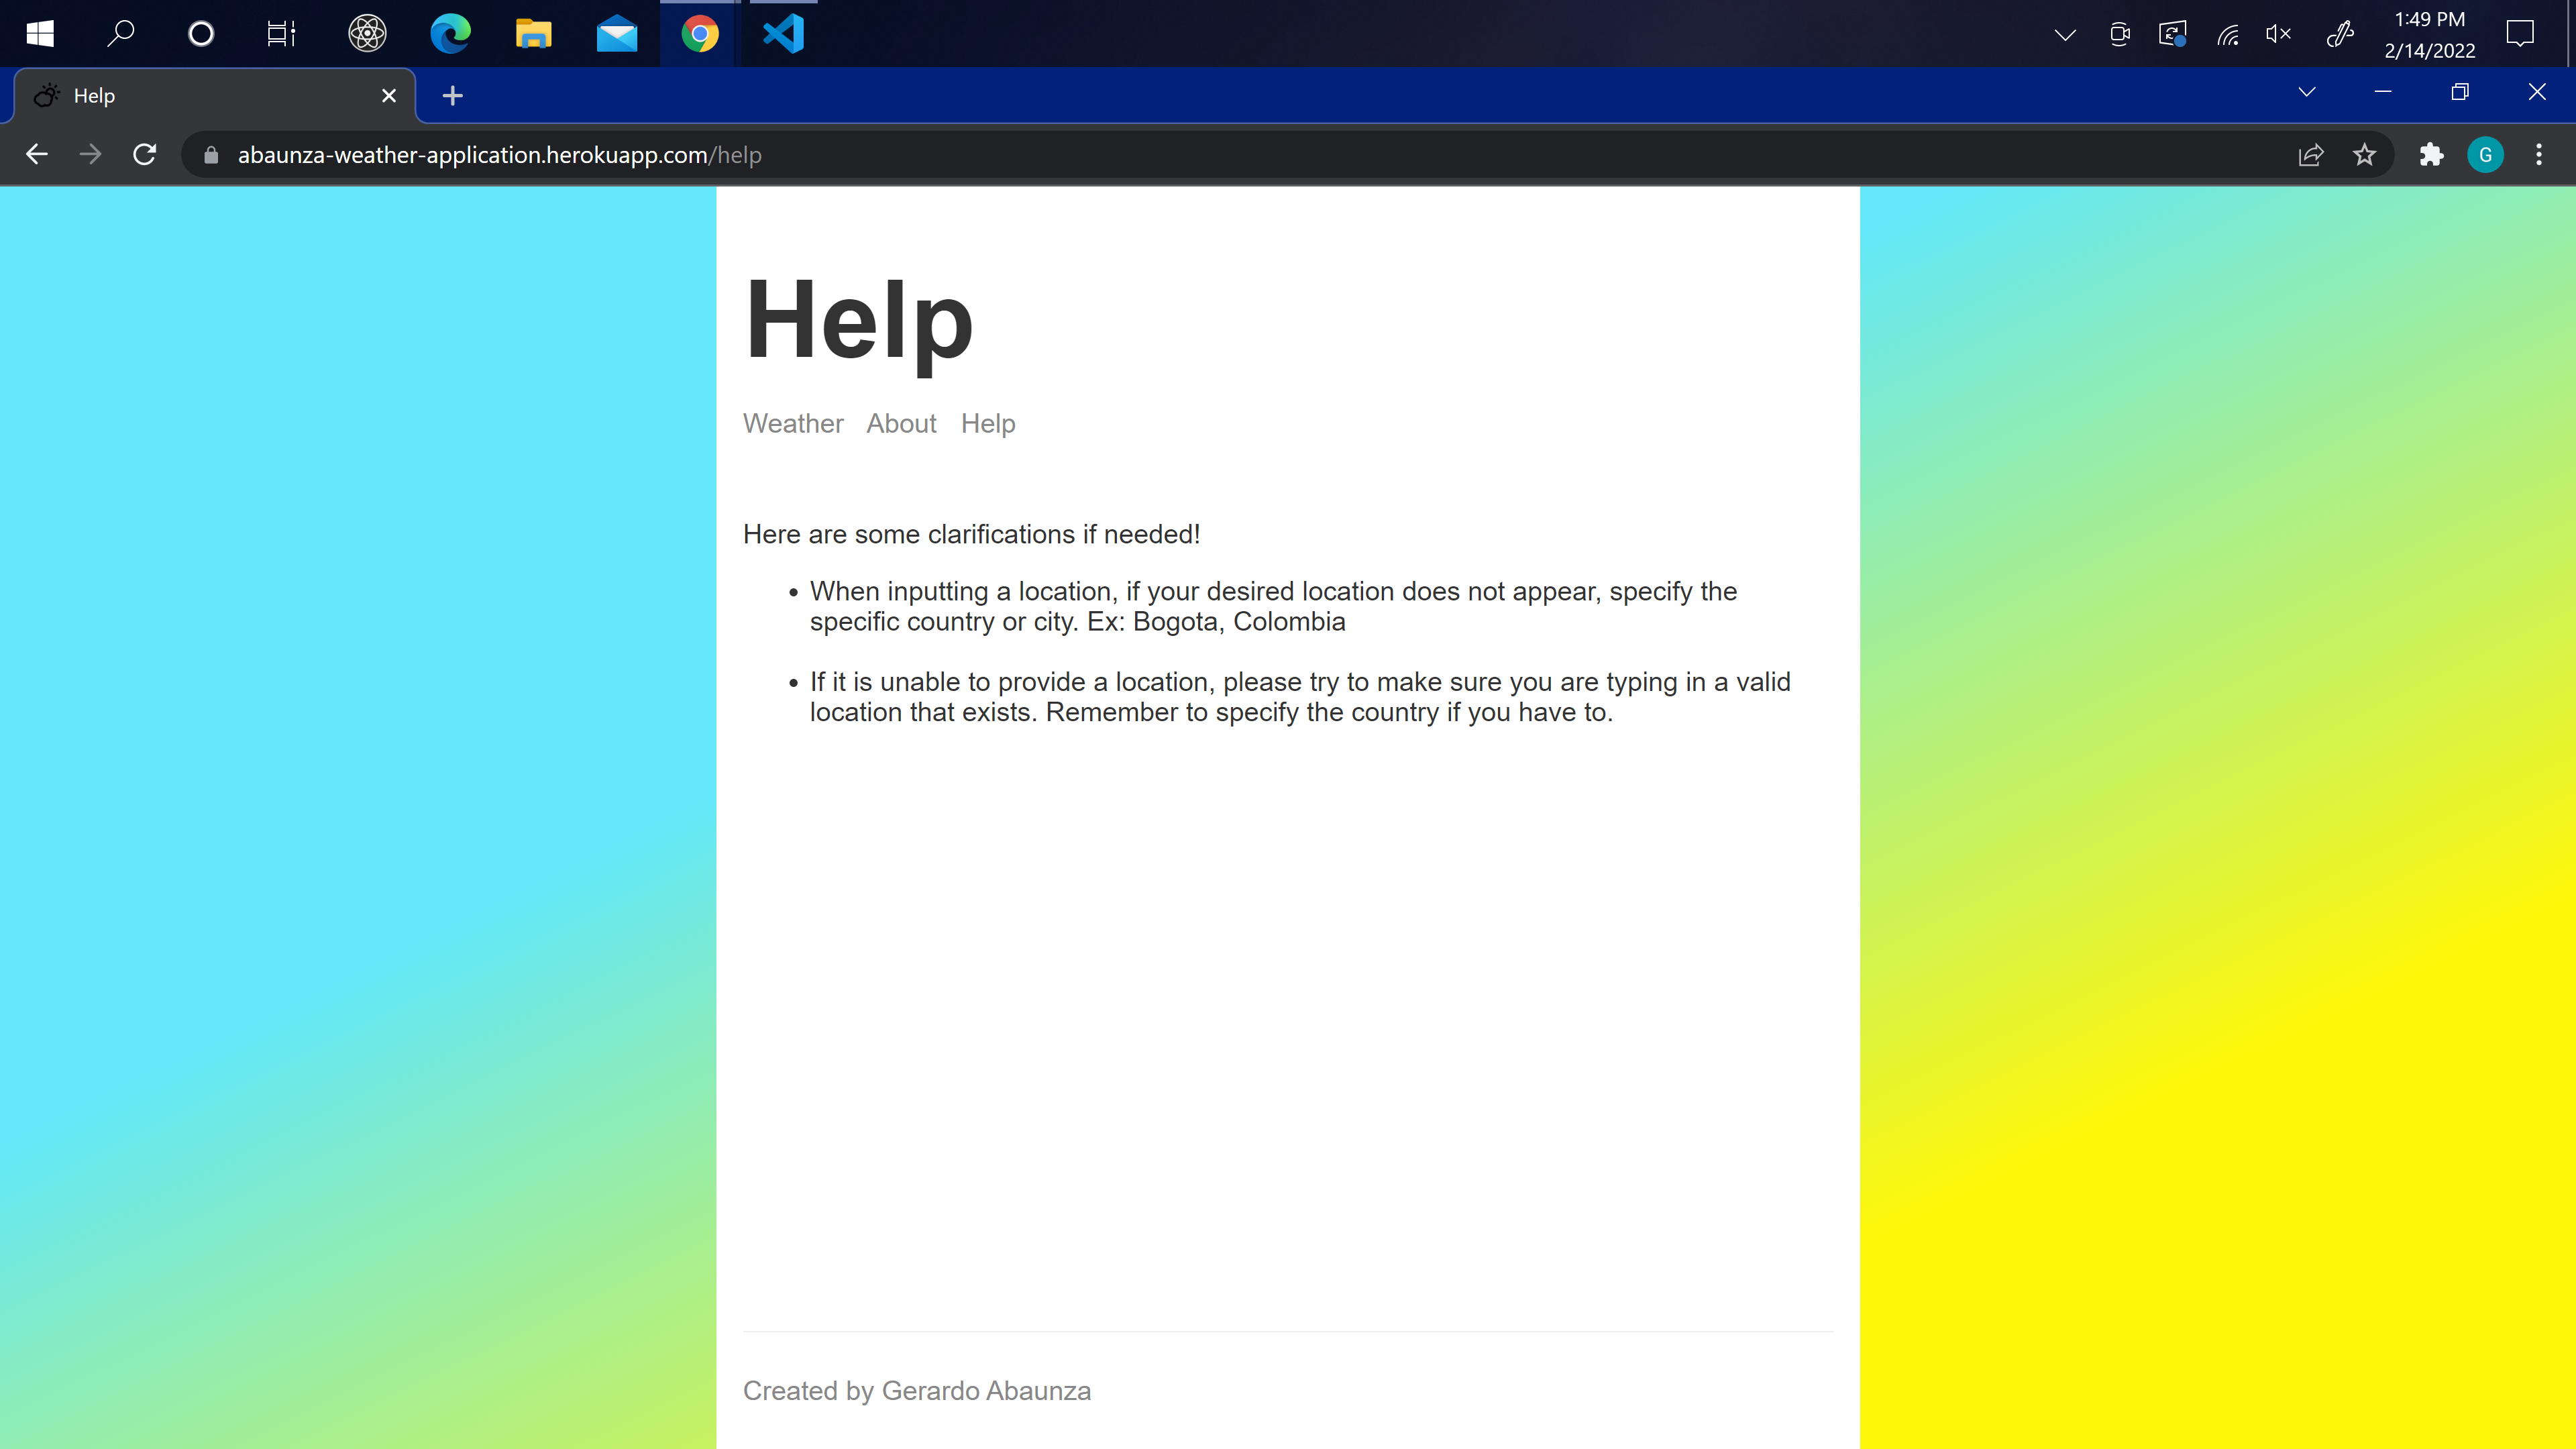 1:49 PM
2/14/2022
Help
abaunza-weather-application.herokuapp.com/help
G
Help
Weather About Help
Here are some clarifications if needed!
• When inputting a location, if your desired location does not appear, specify the
specific country or city. Ex: Bogota, Colombia
• If it is unable to provide a location, please try to make sure you are typing in a valid
location that exists. Remember to specify the country if you have to.
Created by Gerardo Abaunza